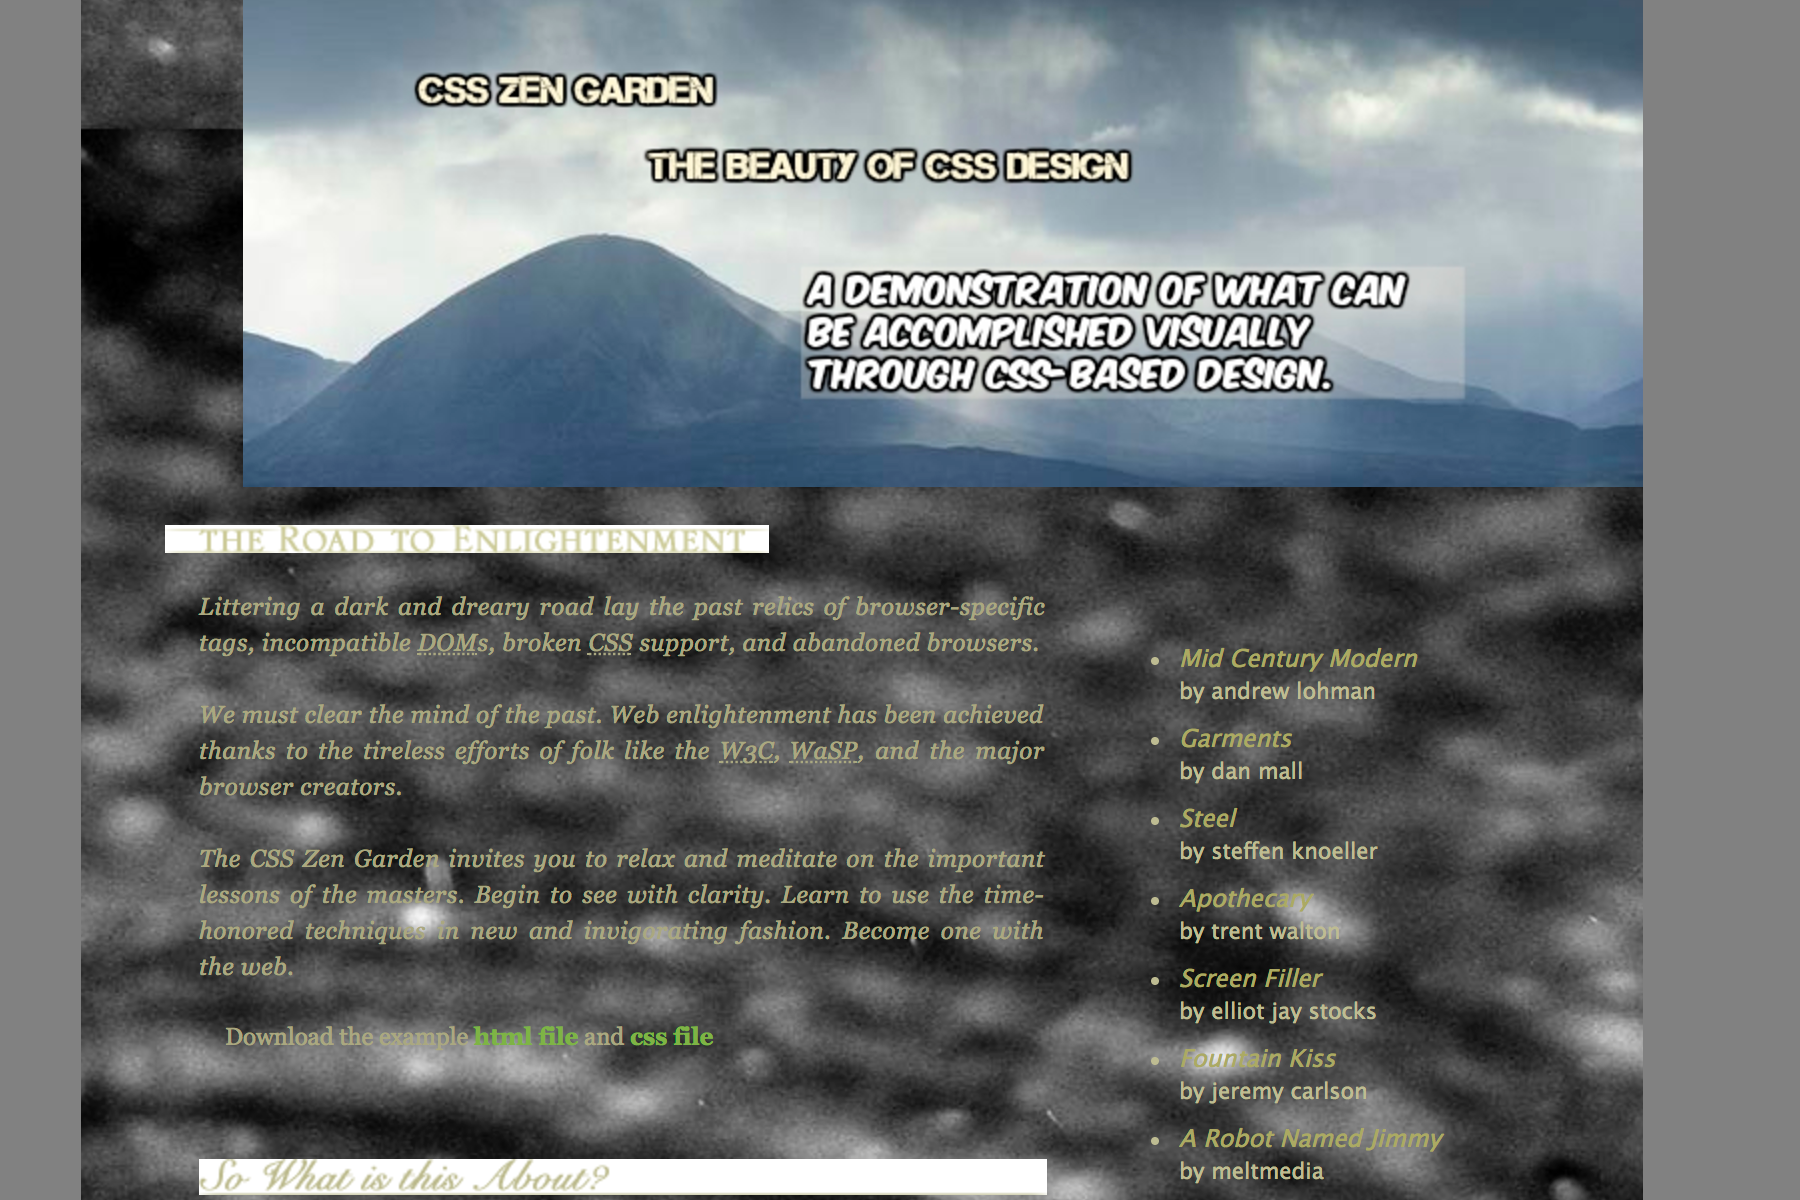 CSS ZEN GARDEN
THE BEAUTY OF CSS DESIGN
A DEMONSTRATION OF WHAT CAN
BE ACCOMPLISHED VISUALLY
THROUGH CSS-BASED DESIGN.
THE ROAD TO ENLIGHTENMENT
Littering a dark and dreary road lay the past relics of browser-specific
tags, incompatible DOMs, broken CSS support, and abandoned browsers.
We must clear the mind of the past. Web enlightenment has been achieved
thanks to the tireless efforts of folk like the W3C, WaSP, and the major
browser creators.
The CSS Zen Garden invites you to relax and meditate on the important
lessons of the masters. Begin to see with clarity. Learn to use the time-
honored techniques in new and invigorating fashion. Become one with
the web.
Download the example html file and css file
So What is this About?
Mid Century Modern
by andrew lohman
Garments
by dan mall
Steel
by steffen knoeller
Apothecary
by trent walton
Screen Filler
by elliot jay stocks
Fountain Kiss
by jeremy carlson
A Robot Named Jimmy
by meltmedia